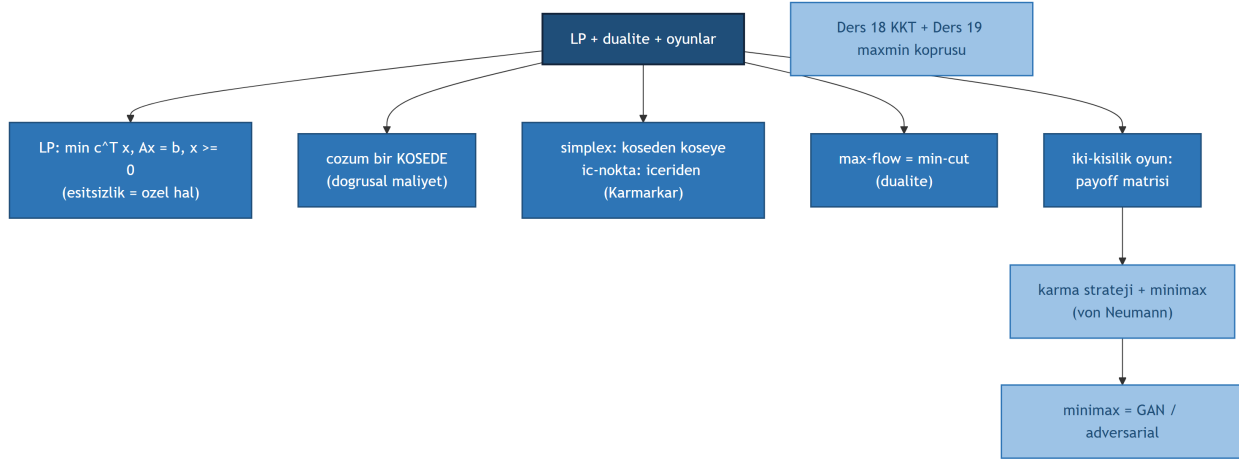 LP + dualite + oyunlar
Ders 18 KKT + Ders 19
maxmin koprusu
LP: min c^T x, Ax = b, x >=
0
(esitsizlik = ozel hal)
cozum bir KOSEDE
(dogrusal maliyet)
simplex: koseden koseye
ic-nokta: iceriden
(Karmarkar)
max-flow = min-cut
(dualite)
iki-kisilik oyun:
payoff matrisi
karma strateji + minimax
(von Neumann)
minimax = GAN /
adversarial